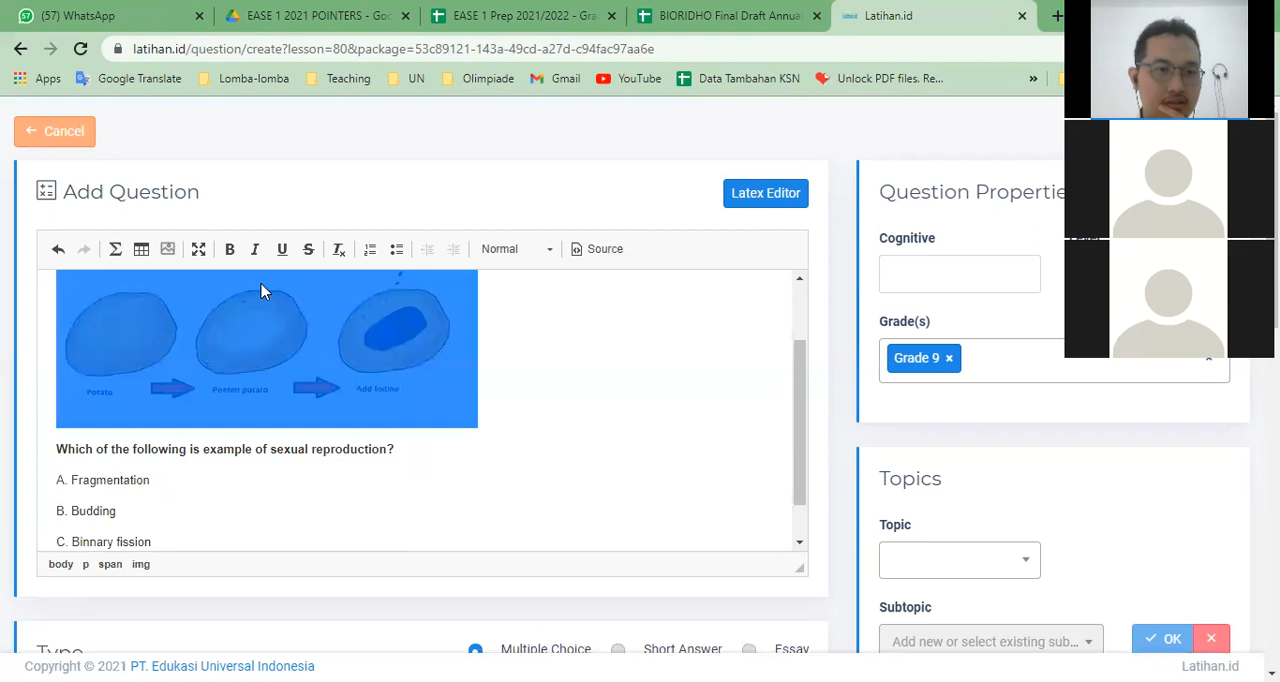 (57) WhatsApp
EASE 1 2021 POINTERS - Goo
EASE 1 Prep 2021/2022 - Gra
BIORIDHO Final Draft Annua
Latihan.id
latihan.id/question/create?lesson=80&package=53c89121-143a-49cd-a27d-c94fac97aa6e
Apps
Google Translate
Lomba-lomba
Teaching
UN
Olimpiade
Gmail
YouTube
Data Tambahan KSN
Unlock PDF files. Re...
»
Cancel
Add Question
Latex Editor
B I U S
Normal
Source
Potato
Peeled potato
Add Iodine
Which of the following is example of sexual reproduction?
A. Fragmentation
B. Budding
C. Binnary fission
body p span img
Type
Multiple Choice
Short Answer
Essay
Question Propertie
Cognitive
Grade(s)
Grade 9 ×
Topics
Topic
Subtopic
Add new or select existing sub...
OK
Copyright © 2021 PT. Edukasi Universal Indonesia
Latihan.id